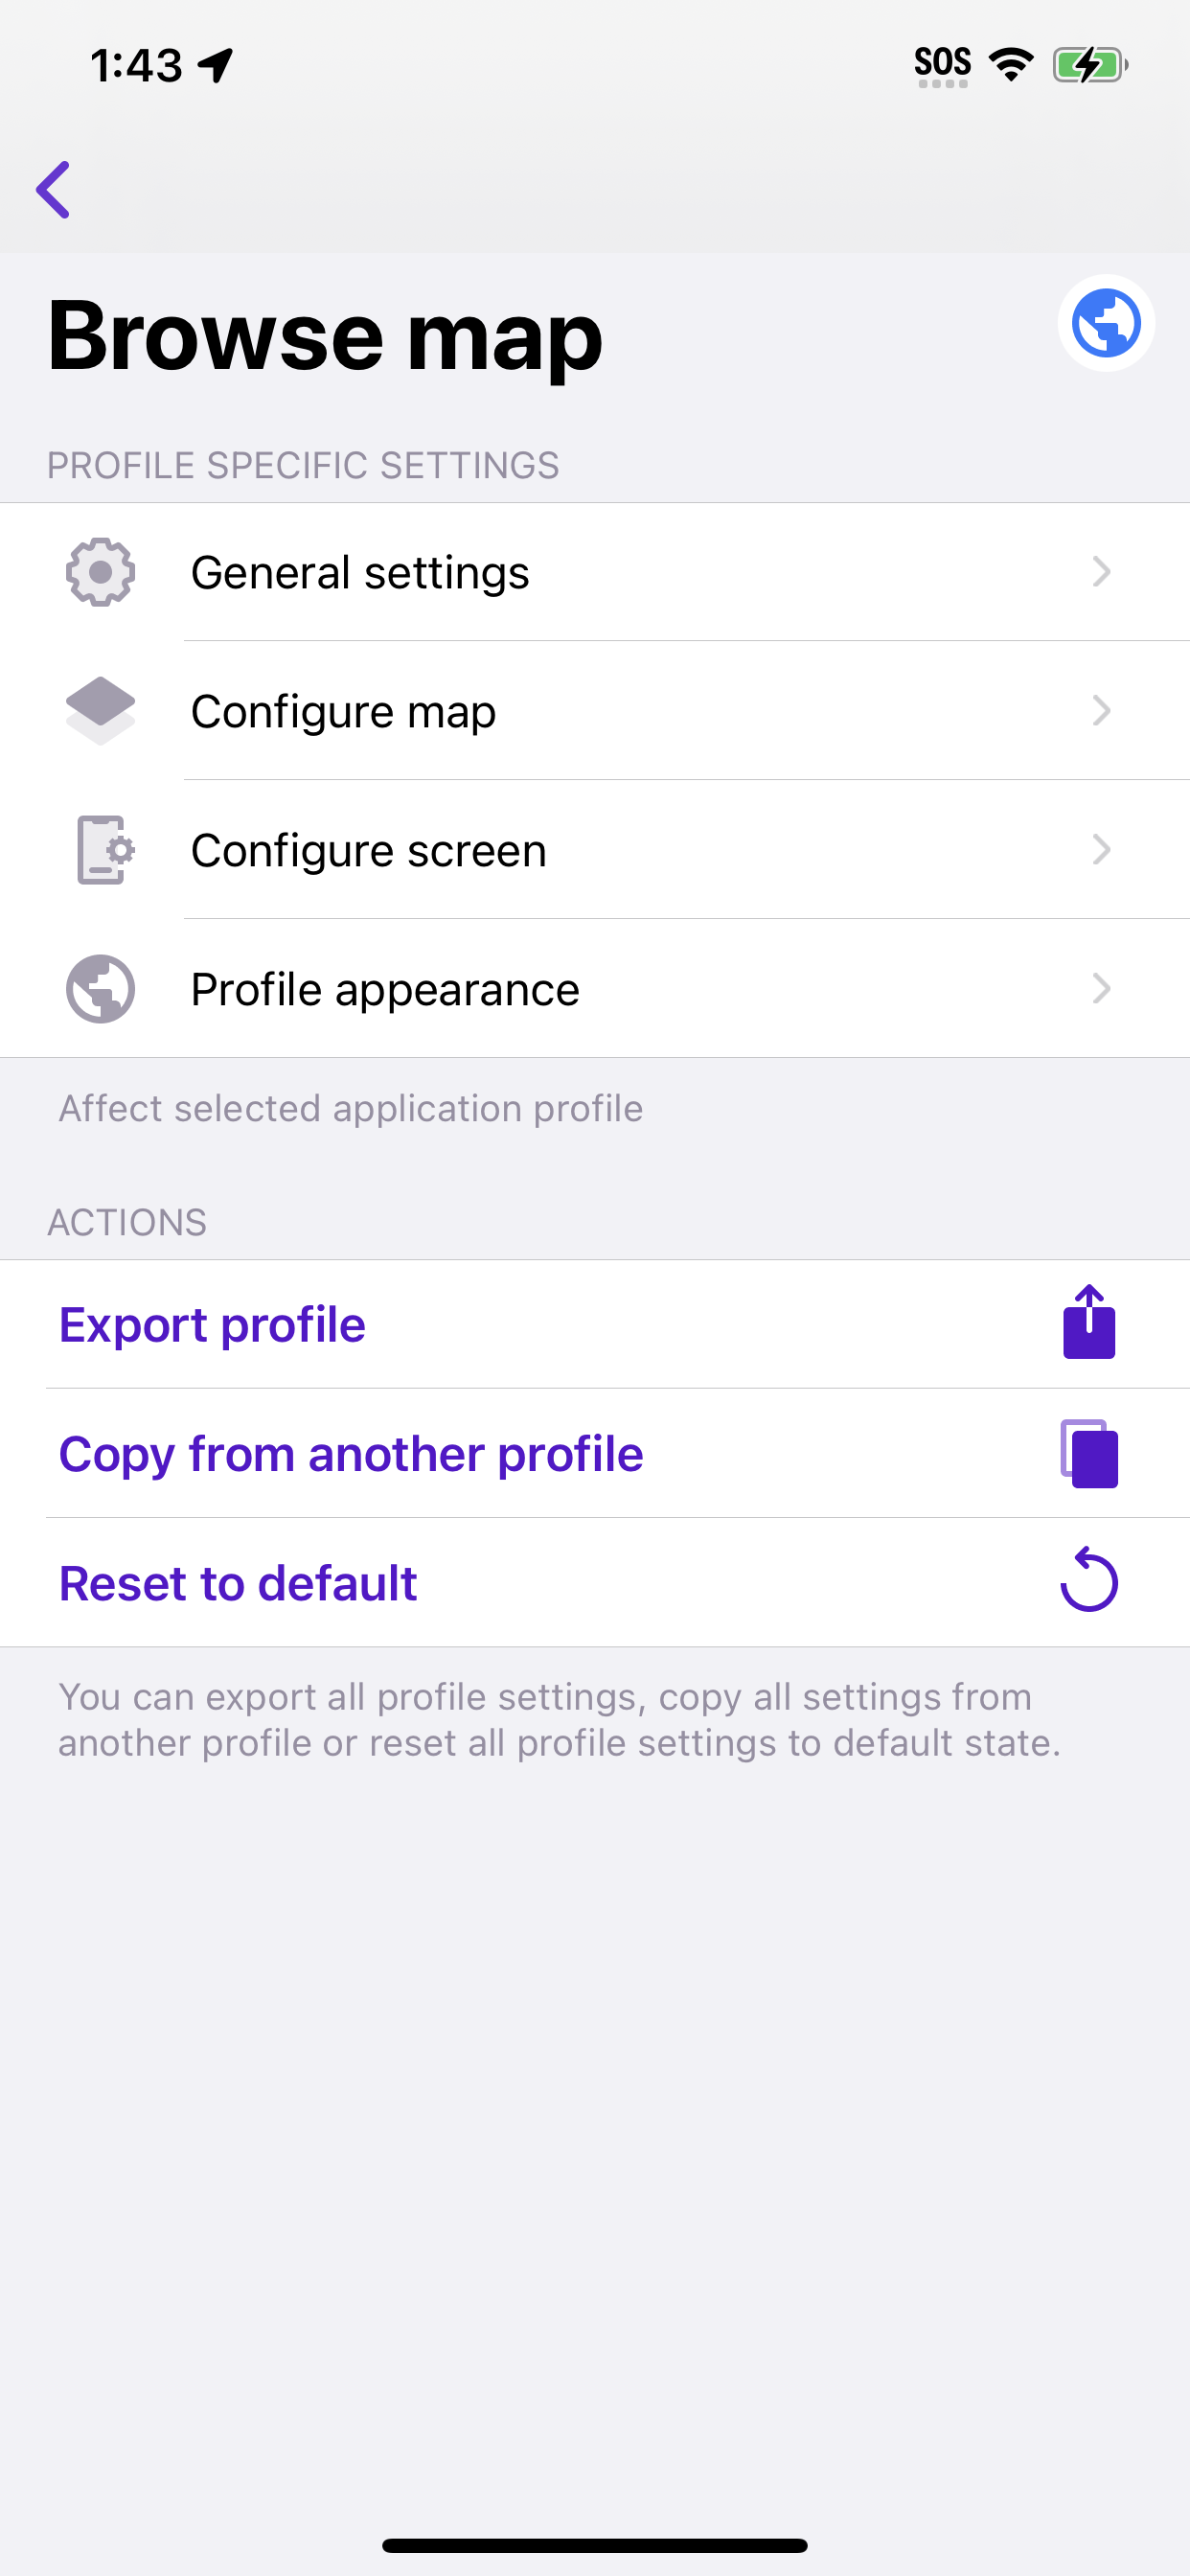 1:43
SOS
Browse map
PROFILE SPECIFIC SETTINGS
General settings
Configure map
Configure screen
Profile appearance
Affect selected application profile
ACTIONS
Export profile
Copy from another profile
Reset to default
You can export all profile settings, copy all settings from
another profile or reset all profile settings to default state.